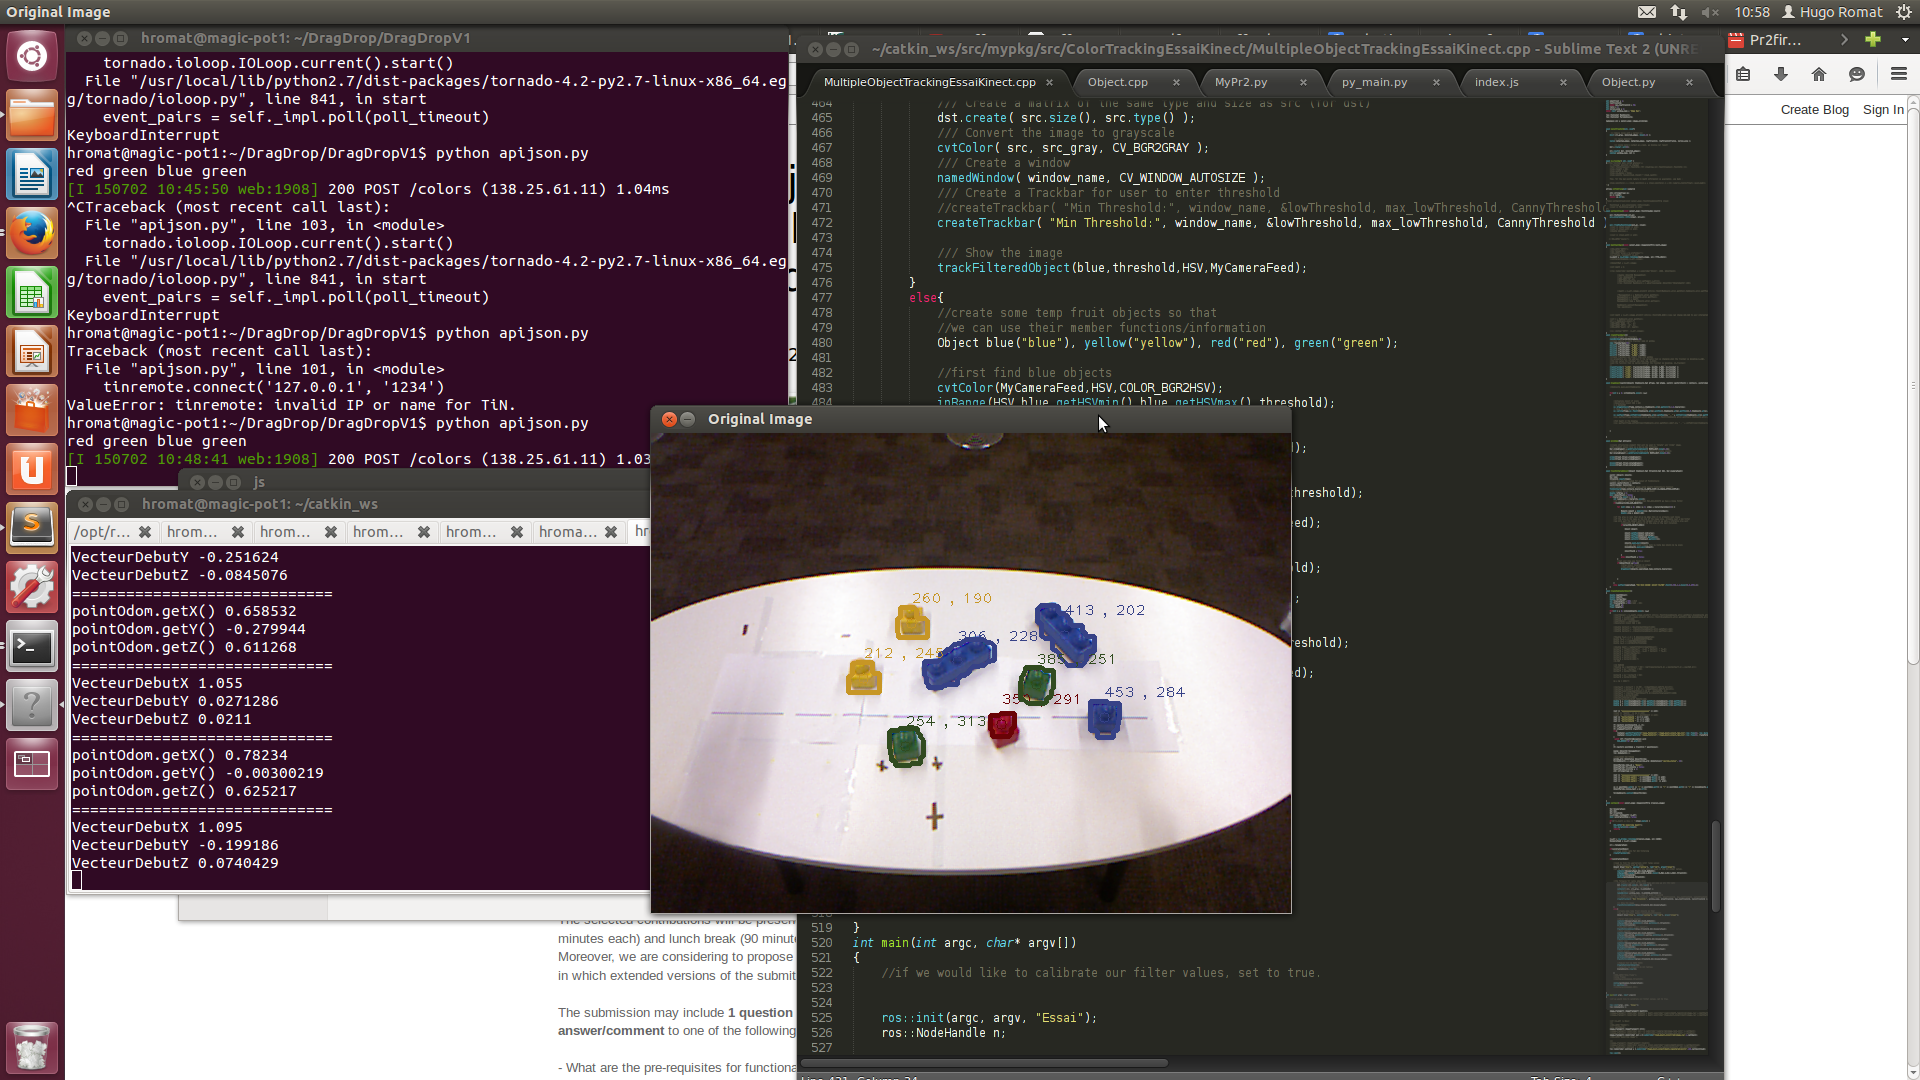 Original Image
10:58 Hugo Romat
hromat@magic-pot1: ~/DragDrop/DragDropV1
tornado.ioloop.IOLoop.current().start()
File "/usr/local/lib/python2.7/dist-packages/tornado-4.2-py2.7-linux-x86_64.eg
g/tornado/ioloop.py", line 841, in start
event_pairs = self._impl.poll(poll_timeout)
KeyboardInterrupt
hromat@magic-pot1:~/DragDrop/DragDropV1$ python apijson.py
red green blue green
[I 150702 10:45:50 web:1908] 200 POST /colors (138.25.61.11) 1.04ms
^CTraceback (most recent call last):
File "apijson.py", line 103, in <module>
tornado.ioloop.IOLoop.current().start()
File "/usr/local/lib/python2.7/dist-packages/tornado-4.2-py2.7-linux-x86_64.eg
g/tornado/ioloop.py", line 841, in start
event_pairs = self._impl.poll(poll_timeout)
KeyboardInterrupt
hromat@magic-pot1:~/DragDrop/DragDropV1$ python apijson.py
Traceback (most recent call last):
File "apijson.py", line 101, in <module>
tinremote.connect('127.0.0.1', '1234')
ValueError: tinremote: invalid IP or name for TiN.
hromat@magic-pot1:~/DragDrop/DragDropV1$ python apijson.py
red green blue green
[I 150702 10:48:41 web:1908] 200 POST /colors (138.25.61.11) 1.03
js
hromat@magic-pot1: ~/catkin_ws
/opt/r... hrom... hrom... hrom... hrom... hroma... hr
VecteurDebutY -0.251624
VecteurDebutZ -0.0845076
=============================
pointOdom.getX() 0.658532
pointOdom.getY() -0.279944
pointOdom.getZ() 0.611268
=============================
VecteurDebutX 1.055
VecteurDebutY 0.0271286
VecteurDebutZ 0.0211
=============================
pointOdom.getX() 0.78234
pointOdom.getY() -0.00300219
pointOdom.getZ() 0.625217
=============================
VecteurDebutX 1.095
VecteurDebutY -0.199186
VecteurDebutZ 0.0740429
minutes each) and lunch break (90 minute
Moreover, we are considering to propose
in which extended versions of the submit
The submission may include 1 question
answer/comment to one of the following
- What are the pre-requisites for functiona
~/catkin_ws/src/mypkg/src/ColorTrackingEssaiKinect/MultipleObjectTrackingEssaiKinect.cpp - Sublime Text 2 (UNRE
MultipleObjectTrackingEssaiKinect.cpp Object.cpp MyPr2.py py_main.py index.js Object.py
464 /// Create a matrix of the same type and size as src (for dst)
465 dst.create( src.size(), src.type() );
466 /// Convert the image to grayscale
467 cvtColor( src, src_gray, CV_BGR2GRAY );
468 /// Create a window
469 namedWindow( window_name, CV_WINDOW_AUTOSIZE );
470 /// Create a Trackbar for user to enter threshold
471 //createTrackbar( "Min Threshold:", window_name, &lowThreshold, max_lowThreshold, CannyThreshol
472 createTrackbar( "Min Threshold:", window_name, &lowThreshold, max_lowThreshold, CannyThreshold )
473
474 /// Show the image
475 trackFilteredObject(blue,threshold,HSV,MyCameraFeed);
476 }
477 else{
478 //create some temp fruit objects so that
479 //we can use their member functions/information
480 Object blue("blue"), yellow("yellow"), red("red"), green("green");
481
482 //first find blue objects
483 cvtColor(MyCameraFeed,HSV,COLOR_BGR2HSV);
484 inRange(HSV,blue.getHSVmin(),blue.getHSVmax(),threshold);
);
hreshold);
ed);
old);
;
reshold);
ed);
Original Image
260 , 190
413 , 202
306 , 228
212 , 245
385 , 251
453 , 284
291
254 , 313
519 }
520 int main(int argc, char* argv[])
521 {
522 //if we would like to calibrate our filter values, set to true.
523
524
525 ros::init(argc, argv, "Essai");
526 ros::NodeHandle n;
527
Pr2fir...
Create Blog Sign In